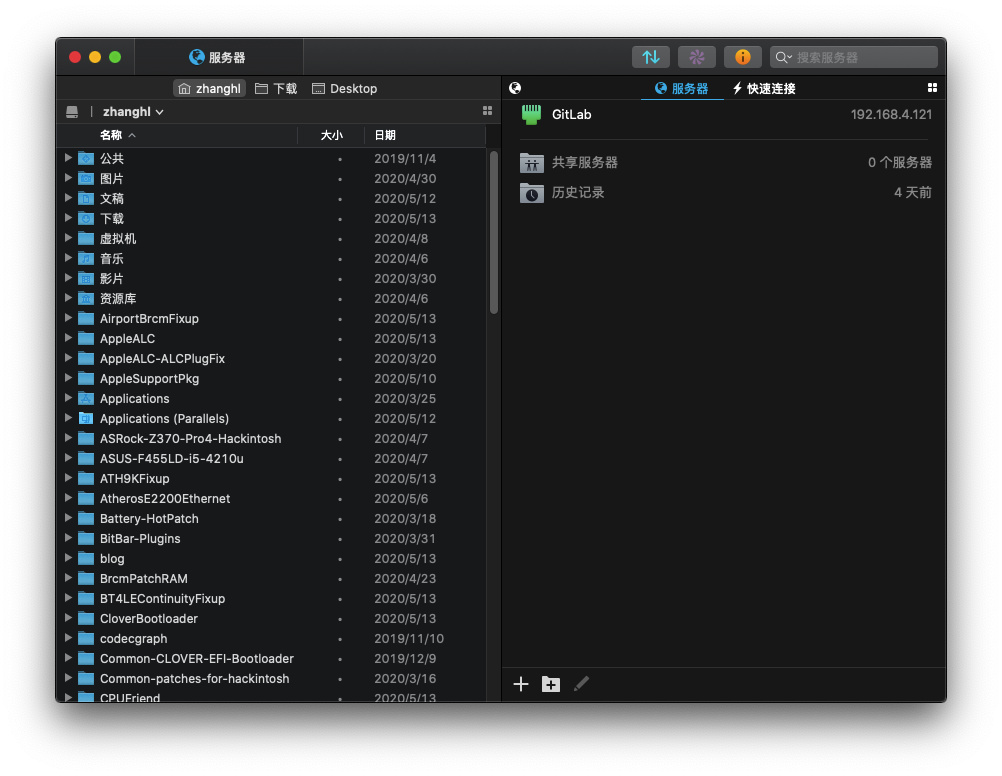 服务器
搜索服务器
zhanghl 下载 Desktop
服务器 快速连接
zhanghl
名称 大小 日期
公共 2019/11/4
图片 2020/4/30
文稿 2020/5/12
下载 2020/5/13
虚拟机 2020/4/8
音乐 2020/4/6
影片 2020/3/30
资源库 2020/4/6
AirportBrcmFixup 2020/5/13
AppleALC 2020/5/13
AppleALC-ALCPlugFix 2020/3/20
AppleSupportPkg 2020/5/10
Applications 2020/3/25
Applications (Parallels) 2020/5/12
ASRock-Z370-Pro4-Hackintosh 2020/4/7
ASUS-F455LD-i5-4210u 2020/4/7
ATH9KFixup 2020/5/13
AtherosE2200Ethernet 2020/5/6
Battery-HotPatch 2020/3/18
BitBar-Plugins 2020/3/31
blog 2020/5/13
BrcmPatchRAM 2020/4/23
BT4LEContinuityFixup 2020/5/13
CloverBootloader 2020/5/13
codecgraph 2019/11/10
Common-CLOVER-EFI-Bootloader 2019/12/9
Common-patches-for-hackintosh 2020/3/16
CPUFriend 2020/5/13
GitLab 192.168.4.121
共享服务器 0 个服务器
历史记录 4 天前